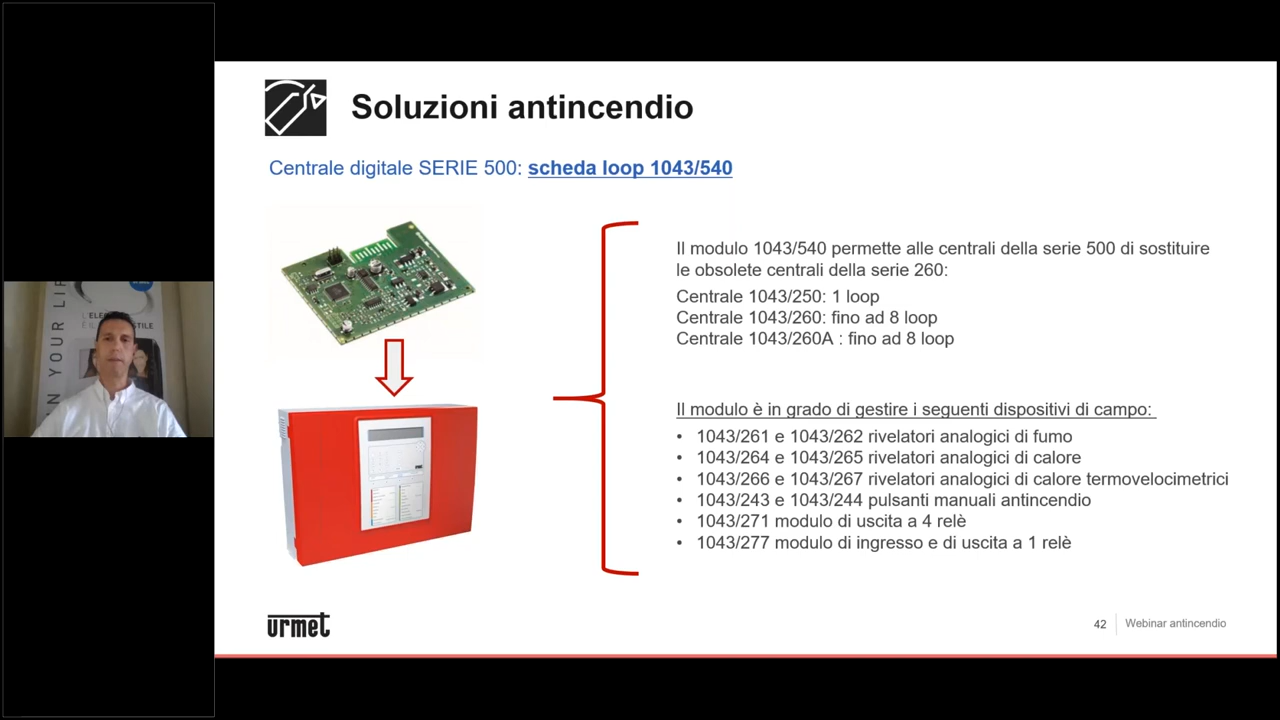 Soluzioni antincendio
Centrale digitale SERIE 500: scheda loop 1043/540
Il modulo 1043/540 permette alle centrali della serie 500 di sostituire
le obsolete centrali della serie 260:
Centrale 1043/250: 1 loop
Centrale 1043/260: fino ad 8 loop
Centrale 1043/260A : fino ad 8 loop
Il modulo è in grado di gestire i seguenti dispositivi di campo:
• 1043/261 e 1043/262 rivelatori analogici di fumo
• 1043/264 e 1043/265 rivelatori analogici di calore
• 1043/266 e 1043/267 rivelatori analogici di calore termovelocimetrici
• 1043/243 e 1043/244 pulsanti manuali antincendio
• 1043/271 modulo di uscita a 4 relè
• 1043/277 modulo di ingresso e di uscita a 1 relè
urmet
42
Webinar antincendio
N YOUR LIF